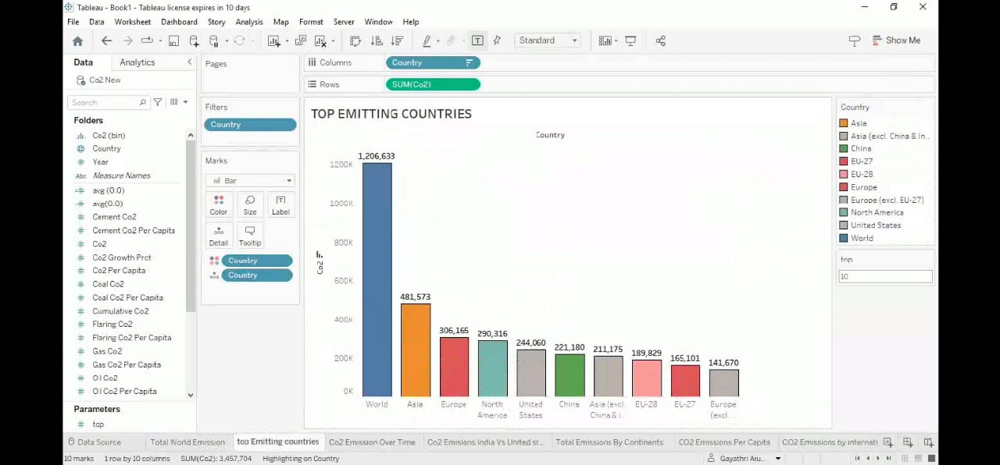 Tableau - Book1 - Tableau license expires in 10 days
File Data Worksheet Dashboard Story Analysis Map Format Server Window Help
Standard
Show Me
Data Analytics
Co2 New
Search
Folders
Co2 (bin)
Country
Year
Abc Measure Names
avg (0.0)
avg(0.0)
Cement Co2
Cement Co2 Per Capita
Co2
Co2 Growth Prct
Co2 Per Capita
Coal Co2
Coal Co2 Per Capita
Cumulative Co2
Flaring Co2
Flaring Co2 Per Capita
Gas Co2
Gas Co2 Per Capita
Oil Co2
Oil Co2 Per Capita
Parameters
top
Pages
Filters
Country
Marks
Bar
Color Size Label
Detail Tooltip
Country
Country
Columns Country
Rows SUM(Co2)
TOP EMITTING COUNTRIES
Country
Co2
1200K
1000K
800K
600K
400K
200K
0K
1,206,633
481,573
306,165
290,316
244,060
221,180
211,175
189,829
165,101
141,670
World
Asia
Europe
North
America
United
States
China
Asia (excl.
China & I..
EU-28
EU-27
Europe
(excl. ..
Country
Asia
Asia (excl. China & In..
China
EU-27
EU-28
Europe
Europe (excl. EU-27)
North America
United States
World
top
10
Data Source Total World Emission top Emitting countries Co2 Emission Over Time Co2 Emisions India Vs United st... Total Emissions By Continents CO2 Emissions Per Capita CO2 Emissions by internati
10 marks 1 row by 10 columns SUM(Co2): 3,457,704 Highlighting on Country Gayathri Aru...